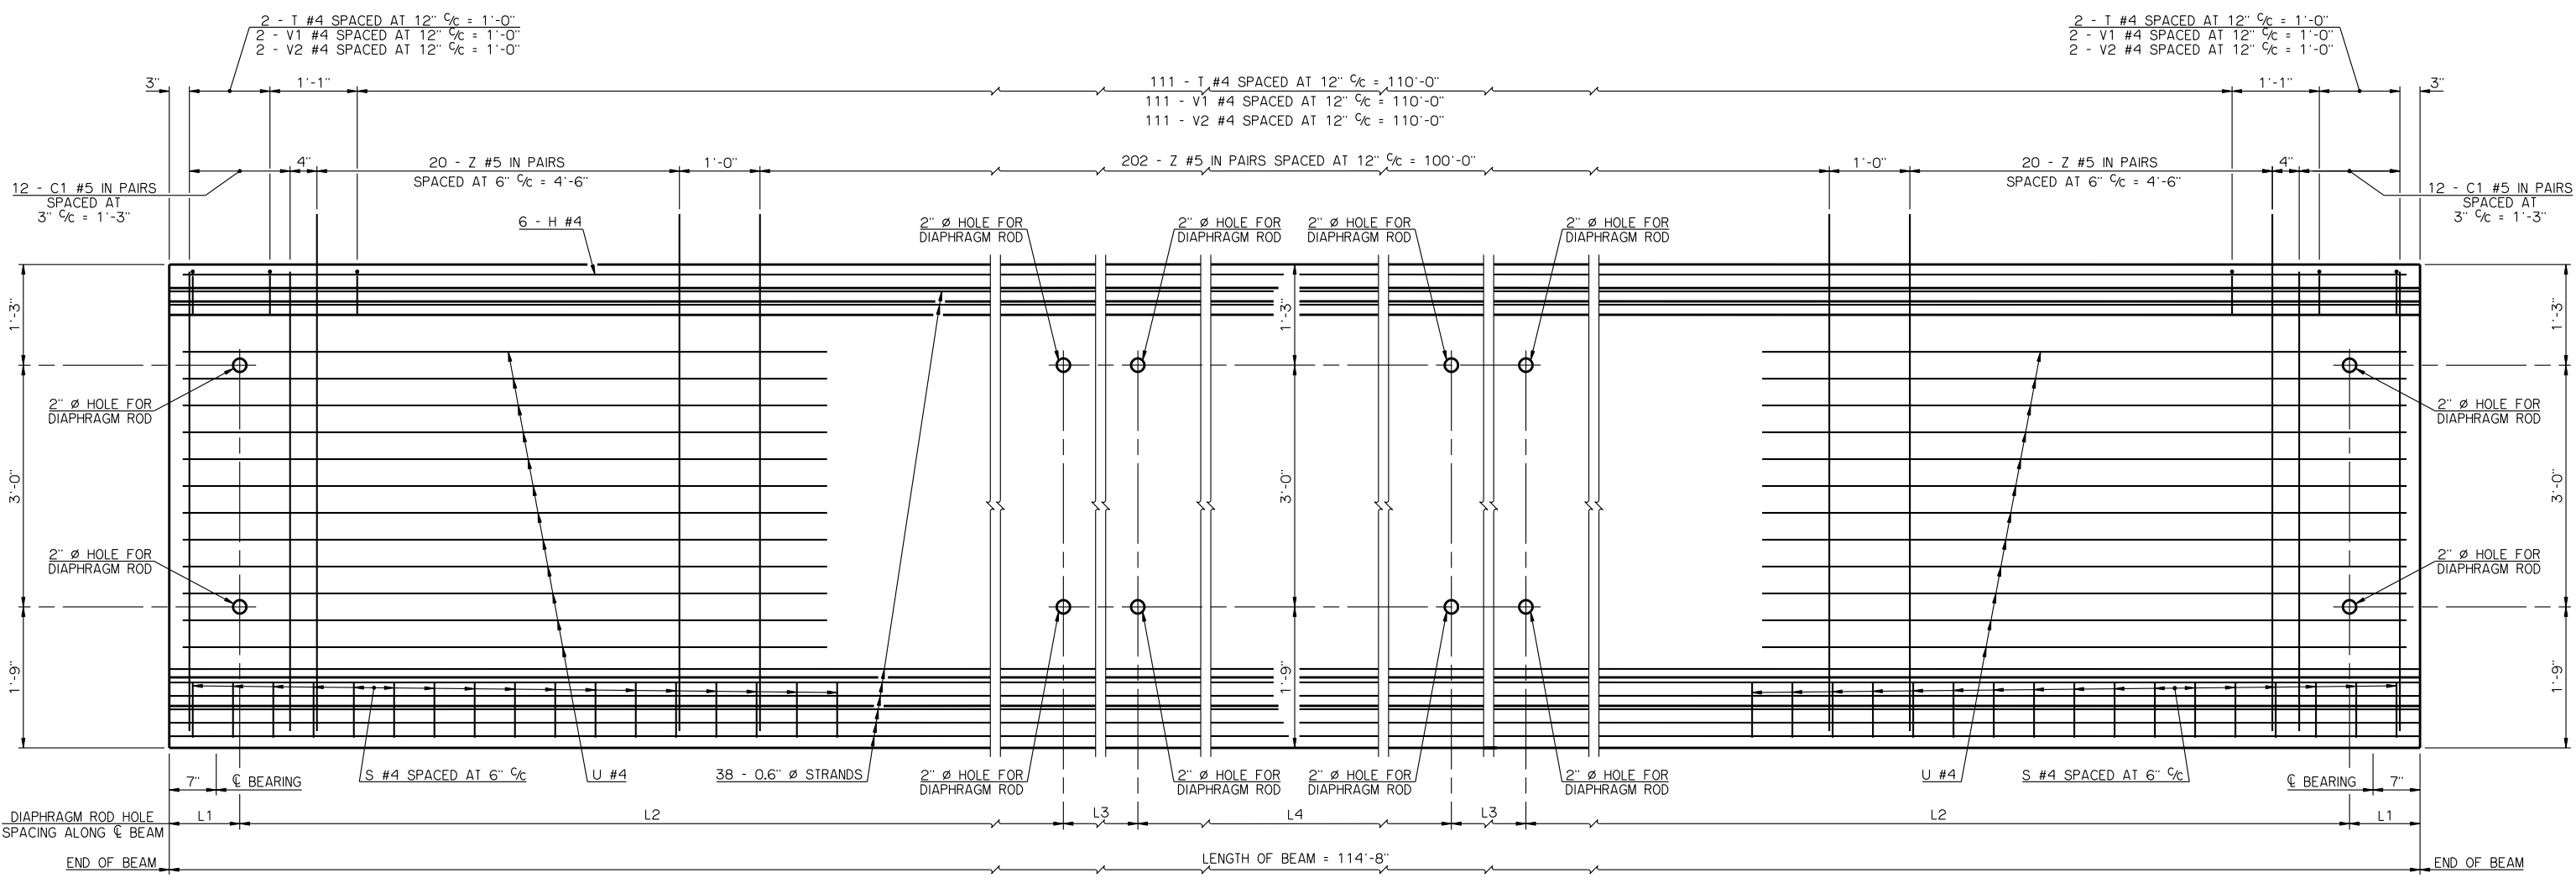 2 - T #4 SPACED AT 12" C/C = 1'-0"
2 - V1 #4 SPACED AT 12" C/C = 1'-0"
2 - V2 #4 SPACED AT 12" C/C = 1'-0"
2 - T #4 SPACED AT 12" C/C = 1'-0"
2 - V1 #4 SPACED AT 12" C/C = 1'-0"
2 - V2 #4 SPACED AT 12" C/C = 1'-0"
3"
1'-1"
111 - T #4 SPACED AT 12" C/C = 110'-0"
111 - V1 #4 SPACED AT 12" C/C = 110'-0"
111 - V2 #4 SPACED AT 12" C/C = 110'-0"
1'-1"
3"
12 - C1 #5 IN PAIRS
SPACED AT
3" C/C = 1'-3"
4"
20 - Z #5 IN PAIRS
SPACED AT 6" C/C = 4'-6"
1'-0"
202 - Z #5 IN PAIRS SPACED AT 12" C/C = 100'-0"
1'-0"
20 - Z #5 IN PAIRS
SPACED AT 6" C/C = 4'-6"
4"
12 - C1 #5 IN PAIRS
SPACED AT
3" C/C = 1'-3"
6 - H #4
2" Ø HOLE FOR
DIAPHRAGM ROD
2" Ø HOLE FOR
DIAPHRAGM ROD
2" Ø HOLE FOR
DIAPHRAGM ROD
2" Ø HOLE FOR
DIAPHRAGM ROD
1'-3"
1'-3"
1'-3"
2" Ø HOLE FOR
DIAPHRAGM ROD
2" Ø HOLE FOR
DIAPHRAGM ROD
3'-0"
3'-0"
3'-0"
2" Ø HOLE FOR
DIAPHRAGM ROD
2" Ø HOLE FOR
DIAPHRAGM ROD
1'-9"
1'-9"
1'-9"
7"
℄ BEARING
S #4 SPACED AT 6" C/C
U #4
38 - 0.6" Ø STRANDS
2" Ø HOLE FOR
DIAPHRAGM ROD
2" Ø HOLE FOR
DIAPHRAGM ROD
2" Ø HOLE FOR
DIAPHRAGM ROD
2" Ø HOLE FOR
DIAPHRAGM ROD
U #4
S #4 SPACED AT 6" C/C
℄ BEARING
7"
DIAPHRAGM ROD HOLE
SPACING ALONG ℄ BEAM
L1
L2
L3
L4
L3
L2
L1
END OF BEAM
LENGTH OF BEAM = 114'-8"
END OF BEAM